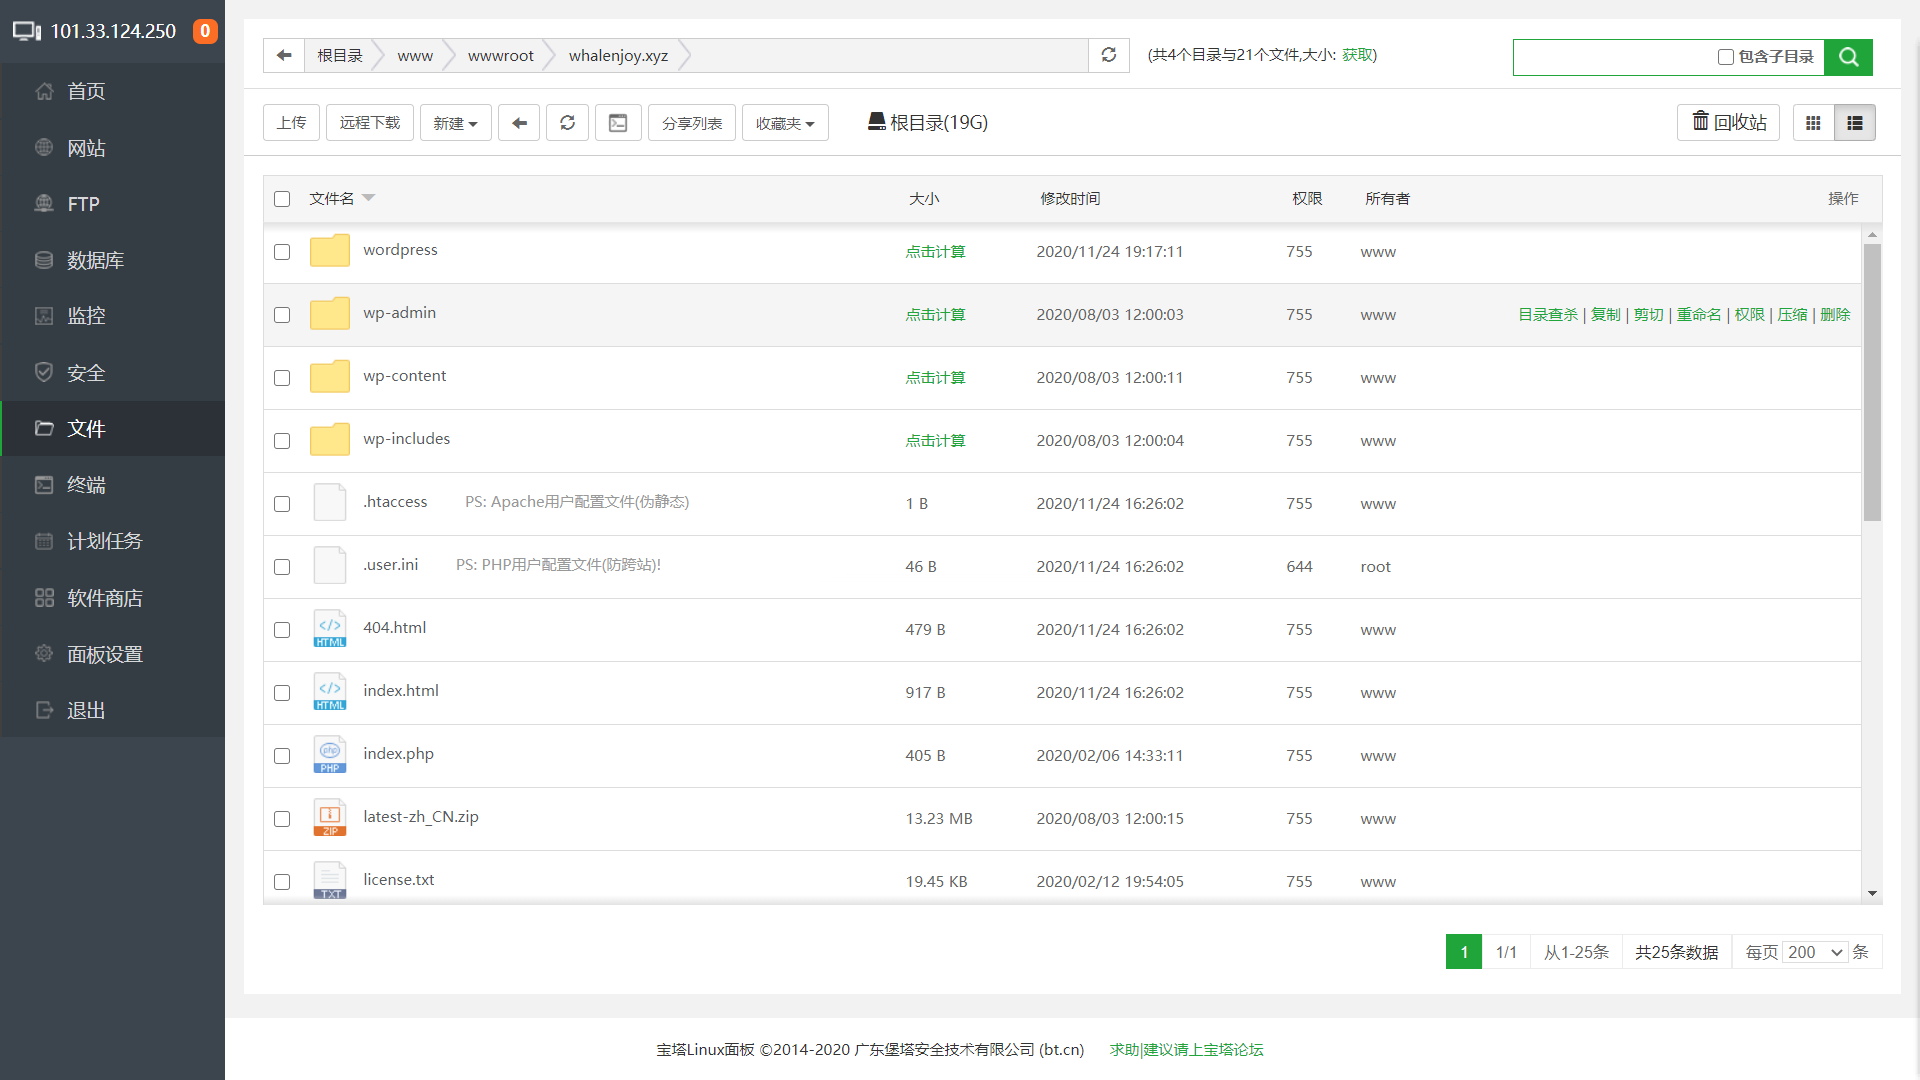 101.33.124.250 0
首页
网站
FTP
数据库
监控
安全
文件
终端
计划任务
软件商店
面板设置
退出
根目录 www wwwroot whalenjoy.xyz (共4个目录与21个文件,大小: 获取) 包含子目录
上传 远程下载 新建 分享列表 收藏夹 根目录(19G) 回收站
文件名 大小 修改时间 权限 所有者 操作
wordpress 点击计算 2020/11/24 19:17:11 755 www
wp-admin 点击计算 2020/08/03 12:00:03 755 www 目录查杀 | 复制 | 剪切 | 重命名 | 权限 | 压缩 | 删除
wp-content 点击计算 2020/08/03 12:00:11 755 www
wp-includes 点击计算 2020/08/03 12:00:04 755 www
.htaccess PS: Apache用户配置文件(伪静态) 1 B 2020/11/24 16:26:02 755 www
.user.ini PS: PHP用户配置文件(防跨站)! 46 B 2020/11/24 16:26:02 644 root
HTML 404.html 479 B 2020/11/24 16:26:02 755 www
HTML index.html 917 B 2020/11/24 16:26:02 755 www
php PHP index.php 405 B 2020/02/06 14:33:11 755 www
ZIP latest-zh_CN.zip 13.23 MB 2020/08/03 12:00:15 755 www
TXT license.txt 19.45 KB 2020/02/12 19:54:05 755 www
1 1/1 从1-25条 共25条数据 每页 200 条
宝塔Linux面板 ©2014-2020 广东堡塔安全技术有限公司 (bt.cn) 求助|建议请上宝塔论坛